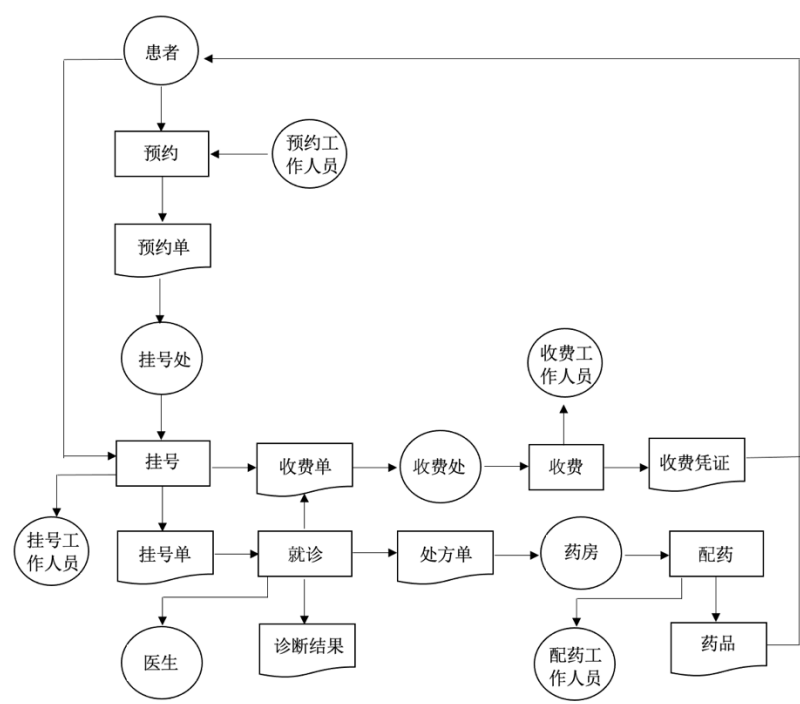 患者
预约
预约工
作人员
预约单
挂号处
收费工
作人员
挂号
收费单
收费处
收费
收费凭证
挂号工
作人员
挂号单
就诊
处方单
药房
配药
医生
诊断结果
配药工
作人员
药品